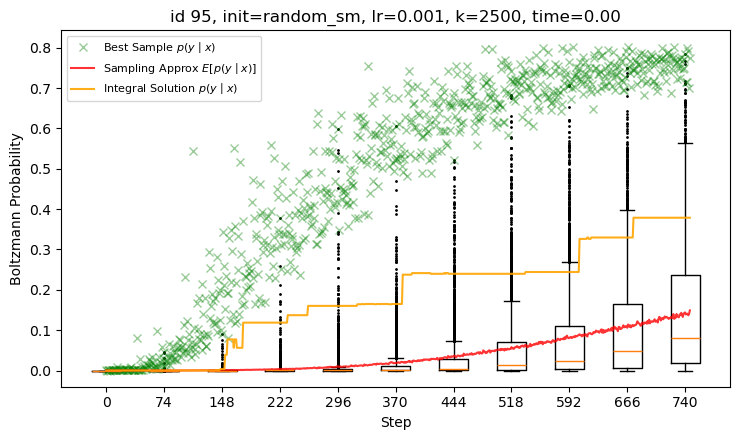 id 95, init=random_sm, lr=0.001, k=2500, time=0.00
Best Sample p(y | x)
Sampling Approx E[p(y | x)]
Integral Solution p(y | x)
Boltzmann Probability
0.8
0.7
0.6
0.5
0.4
0.3
0.2
0.1
0.0
0 74 148 222 296 370 444 518 592 666 740
Step